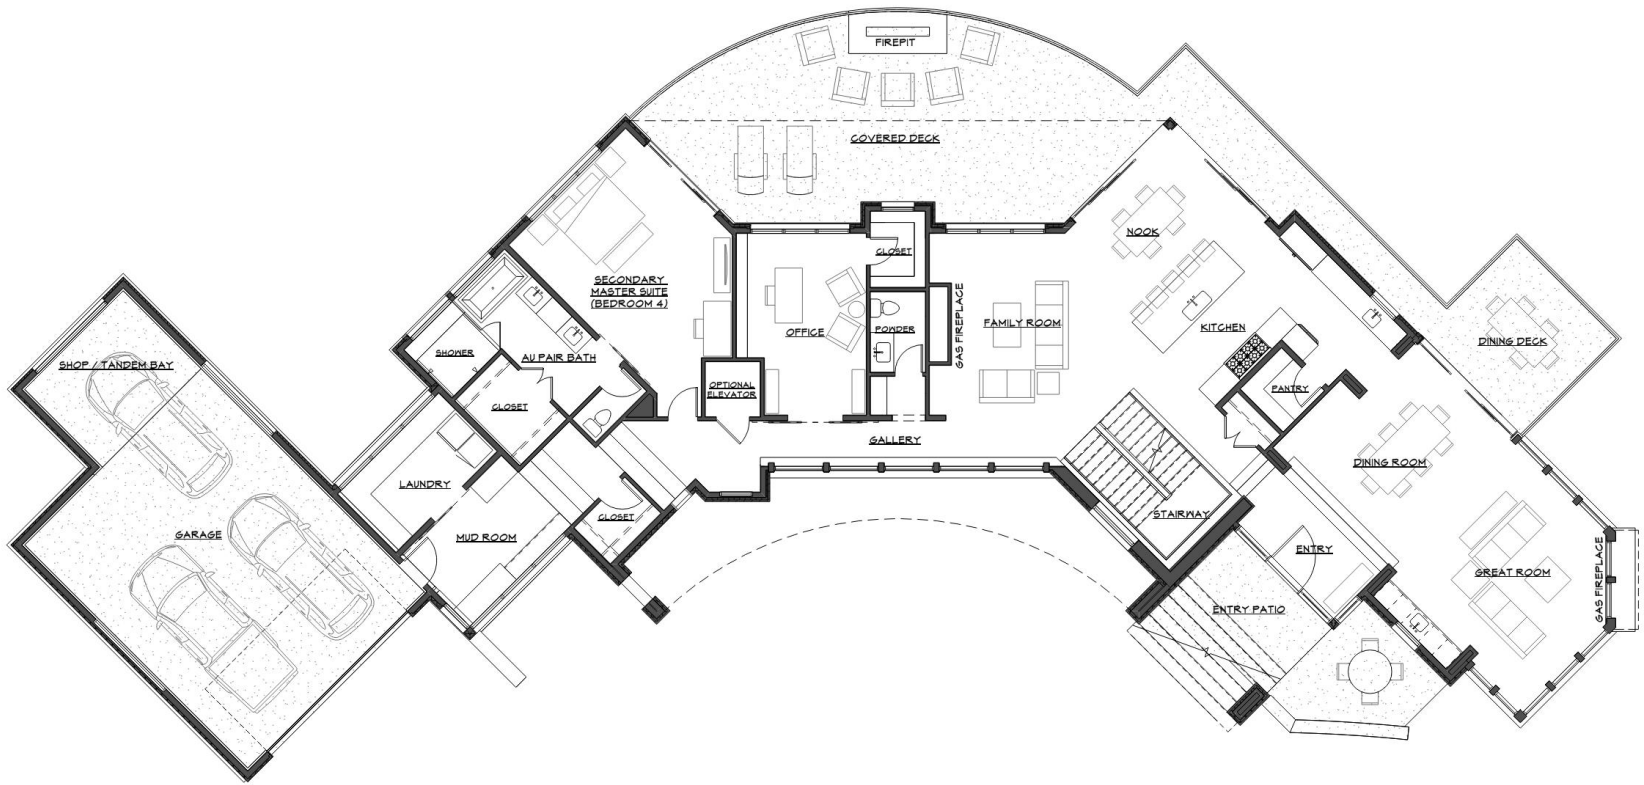 FIREPIT
COVERED DECK
NOOK
CLOSET
SECONDARY
MASTER SUITE
(BEDROOM 4)
GAS FIREPLACE
FAMILY ROOM
OFFICE
POWDER
KITCHEN
DINING DECK
SHOWER
AU PAIR BATH
SHOP / TANDEM BAY
OPTIONAL
ELEVATOR
PANTRY
CLOSET
GALLERY
DINING ROOM
LAUNDRY
CLOSET
STAIRWAY
GARAGE
MUD ROOM
ENTRY
GREAT ROOM
GAS FIREPLACE
ENTRY PATIO